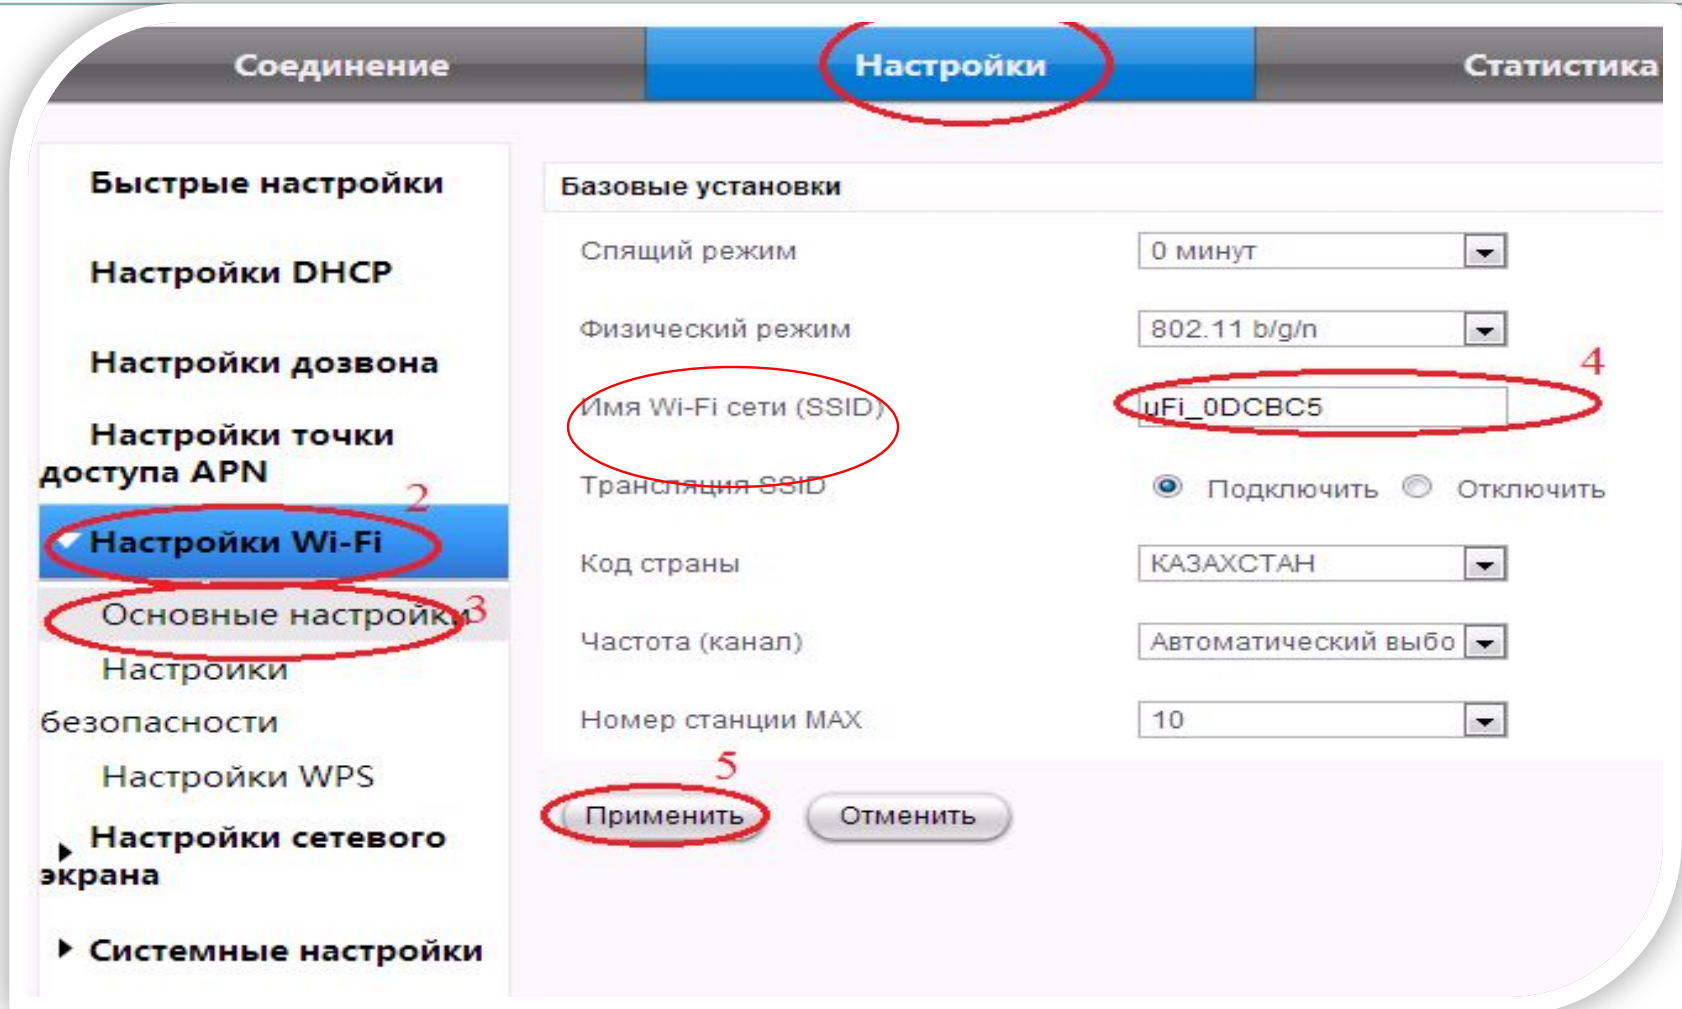 Соединение
Настройки
Статистика
Быстрые настройки
Настройки DHCP
Настройки дозвона
Настройки точки
доступа APN
2
Настройки Wi-Fi
Основные настройки
3
Настройки
безопасности
Настройки WPS
Настройки сетевого
экрана
Системные настройки
Базовые установки
Спящий режим
0 минут
Физический режим
802.11 b/g/n
4
Имя Wi-Fi сети (SSID)
uFi_0DCBC5
Трансляция SSID
Подключить
Отключить
Код страны
КАЗАХСТАН
Частота (канал)
Автоматический выбо
Номер станции MAX
10
5
Применить
Отменить